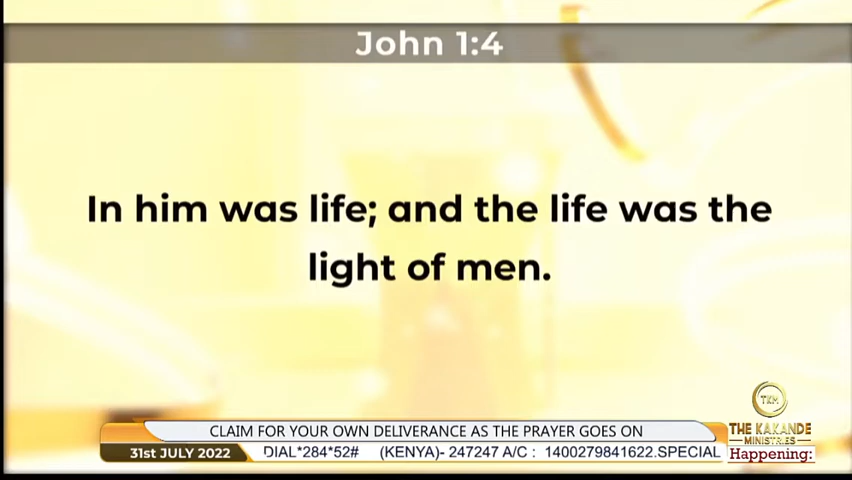 John 1:4
In him was life; and the life was the
light of men.
TKM
THE KAKANDE
MINISTRIES
Happening:
CLAIM FOR YOUR OWN DELIVERANCE AS THE PRAYER GOES ON
31st JULY 2022
DIAL*284*52# (KENYA)- 247247 A/C : 1400279841622.SPECIAL